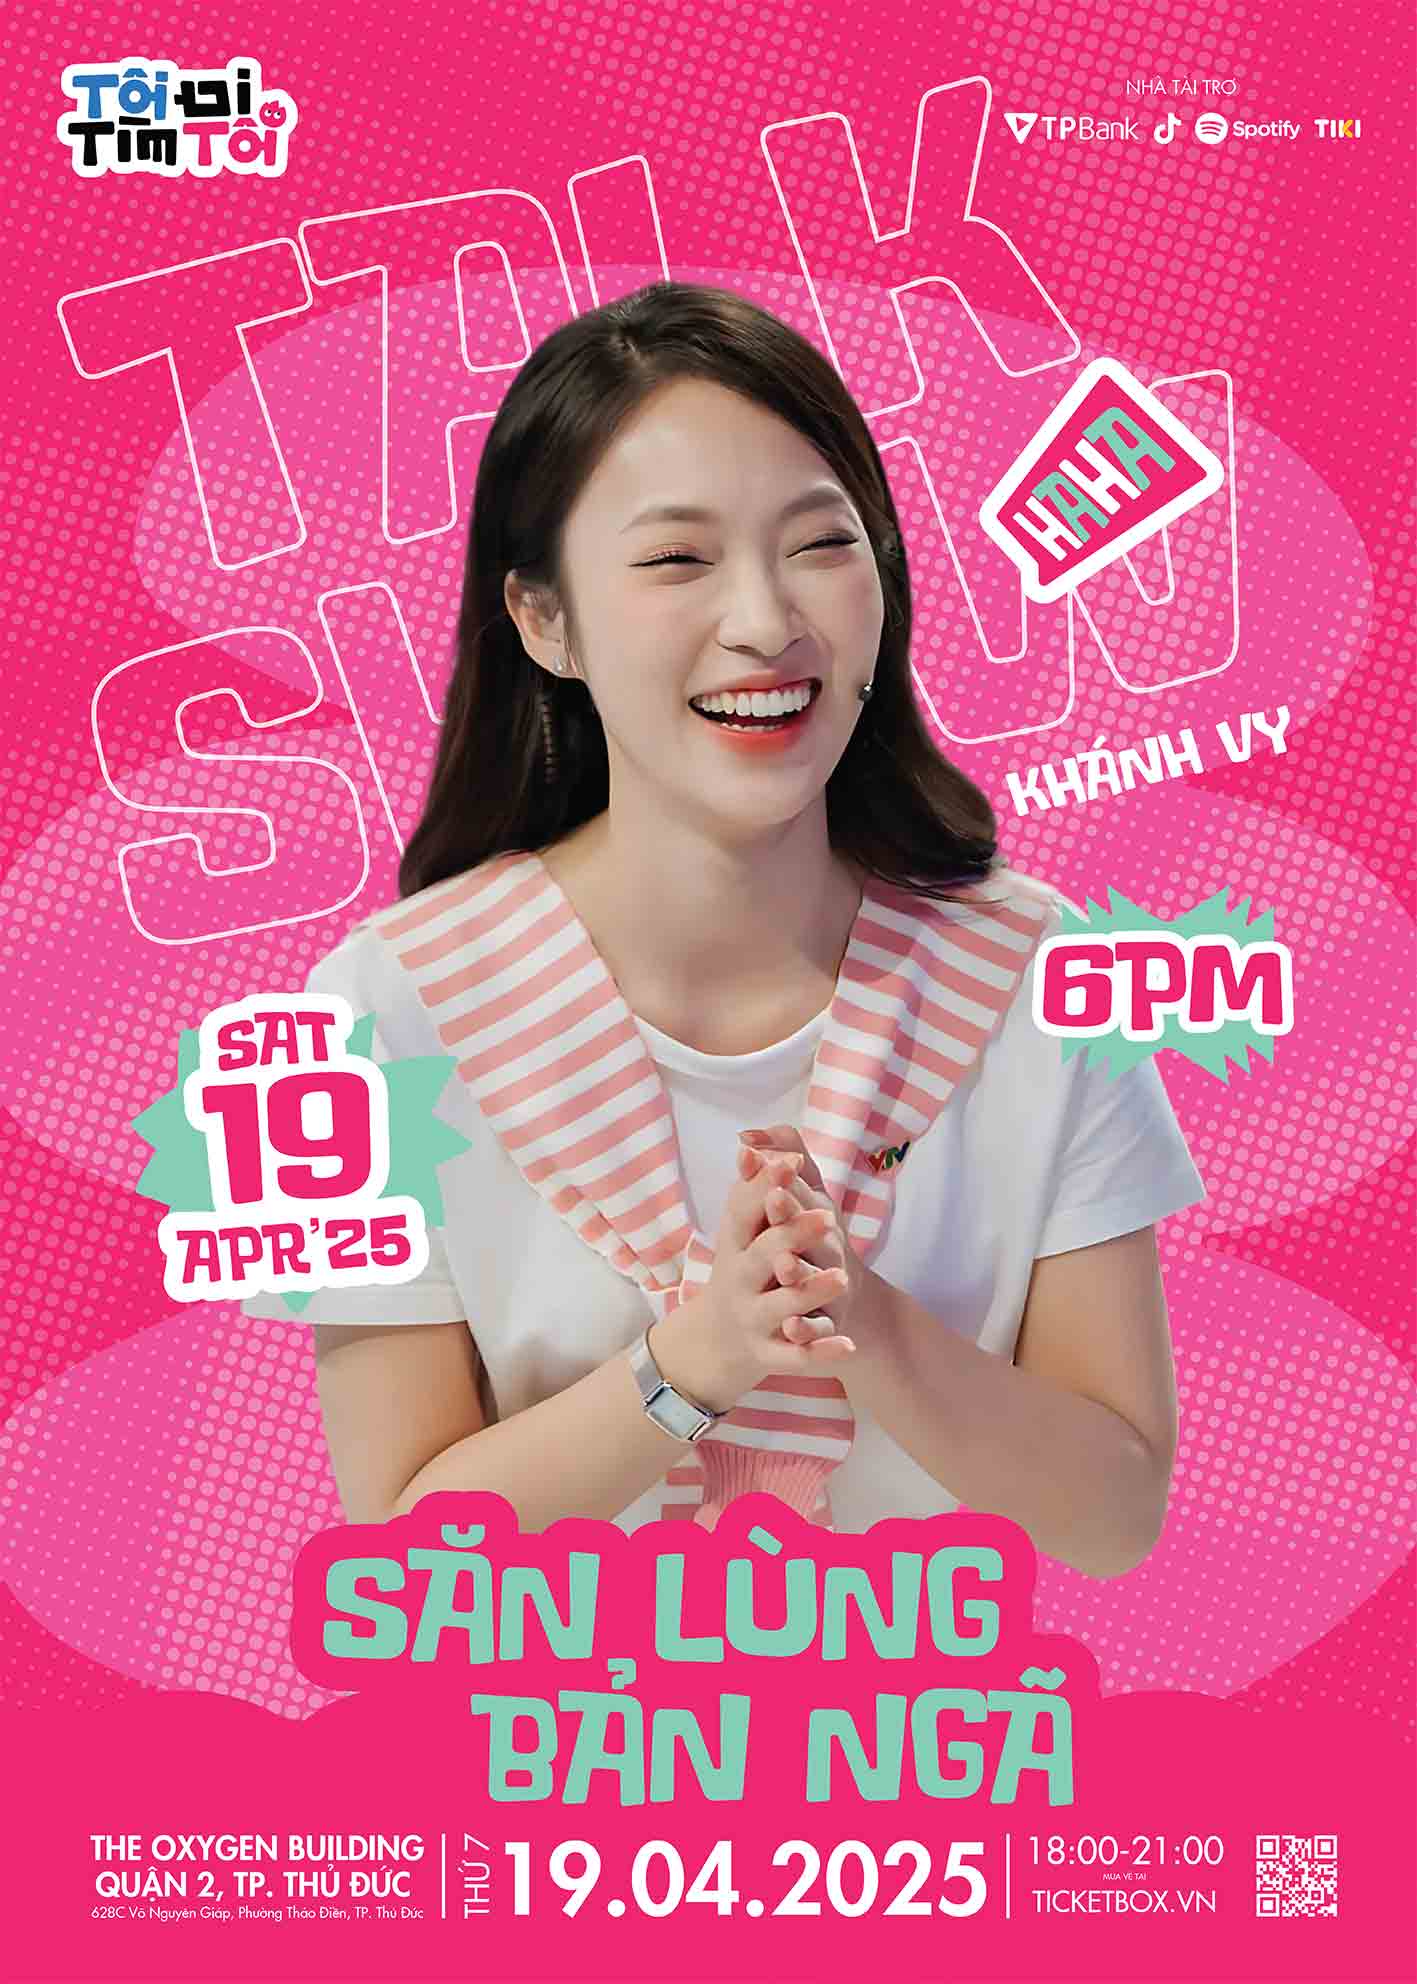 TÔI ĐI
TÌM TÔI
NHÀ TÀI TRỢ
TPBank Spotify TIKI
TALK
SHOW
HAHA
KHÁNH VY
6PM
SAT
19
APR'25
VTV
SĂN LÙNG
BẢN NGÃ
THE OXYGEN BUILDING
QUẬN 2, TP. THỦ ĐỨC
628C Võ Nguyên Giáp, Phường Thảo Điền, TP. Thủ Đức
THỨ 7
19.04.2025
18:00-21:00
MUA VÉ TẠI
TICKETBOX.VN